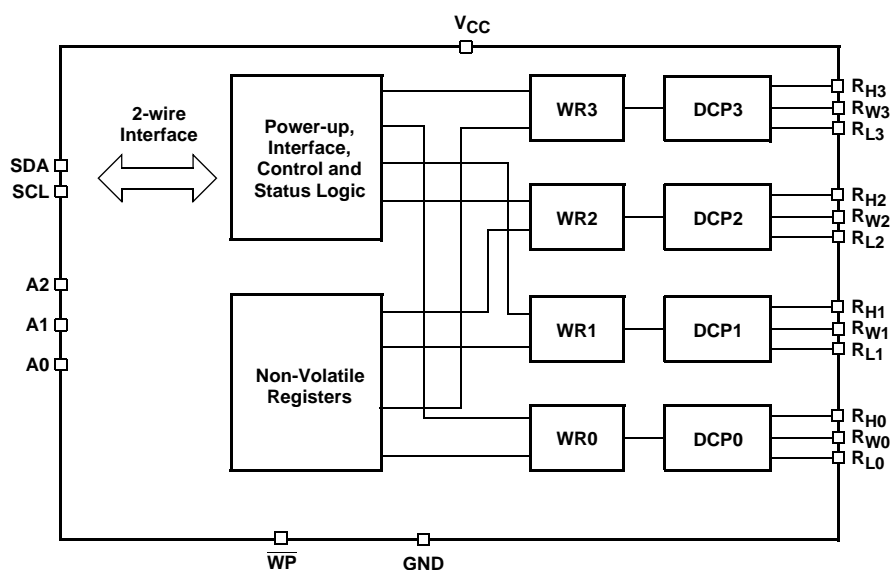 VCC
2-wire
Interface
SDA
SCL
A2
A1
A0
Power-up,
Interface,
Control and
Status Logic
Non-Volatile
Registers
WR3
DCP3
RH3
RW3
RL3
WR2
DCP2
RH2
RW2
RL2
WR1
DCP1
RH1
RW1
RL1
WR0
DCP0
RH0
RW0
RL0
WP
GND